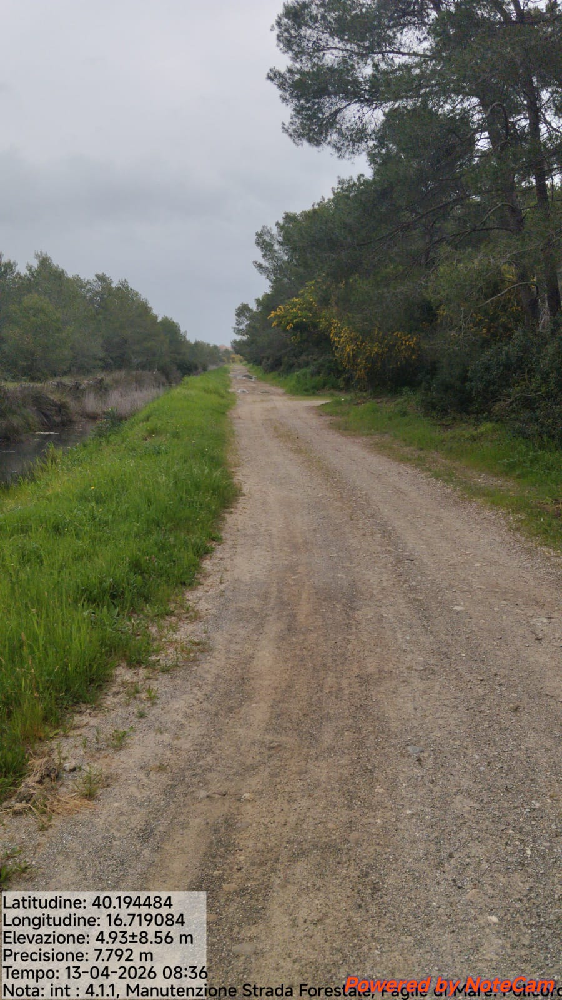 Latitudine: 40.194484
Longitudine: 16.719084
Elevazione: 4.93±8.56 m
Precisione: 7.792 m
Tempo: 13-04-2026 08:36
Nota: int : 4.1.1, Manutenzione Strada Forestale,
Powered by NoteCam